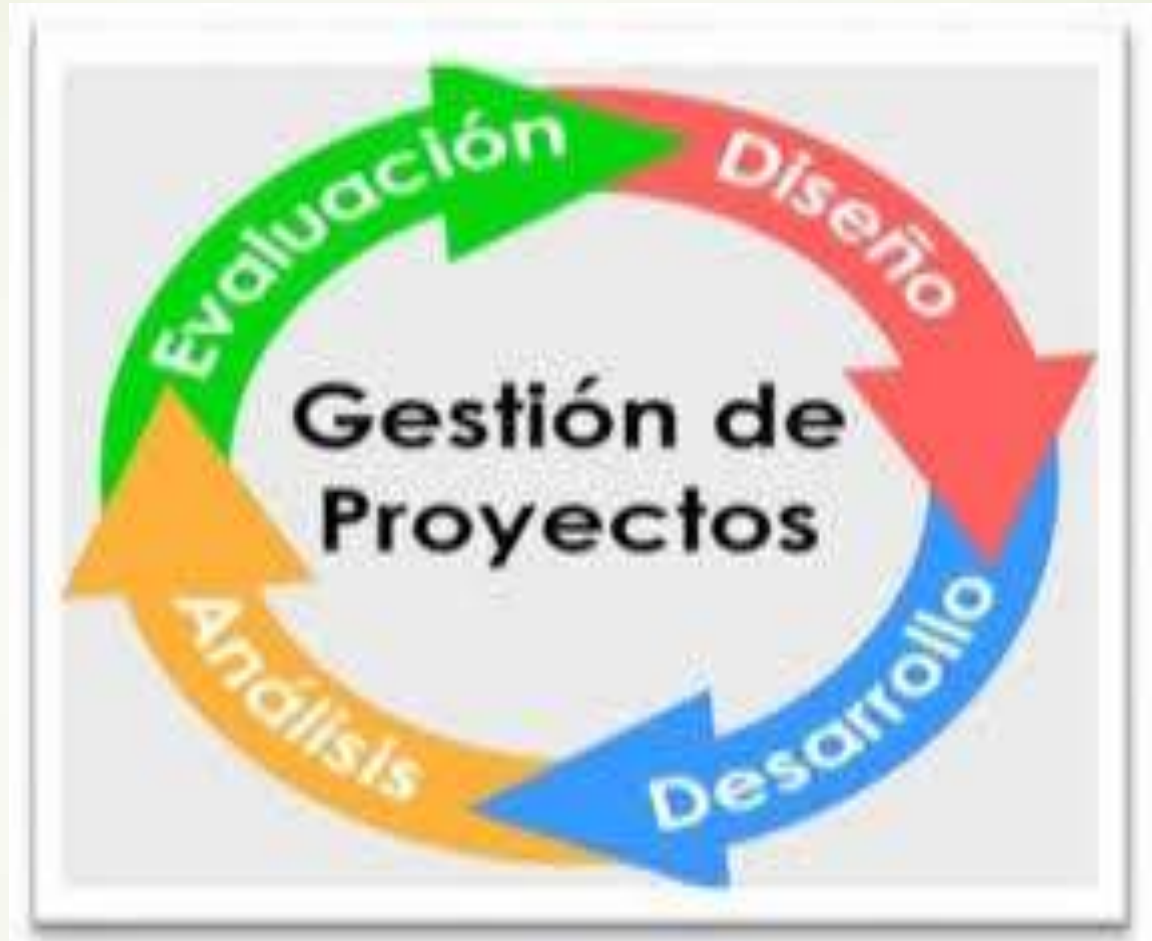 Evaluación
Diseño
Gestión de
Proyectos
Análisis
Desarrollo